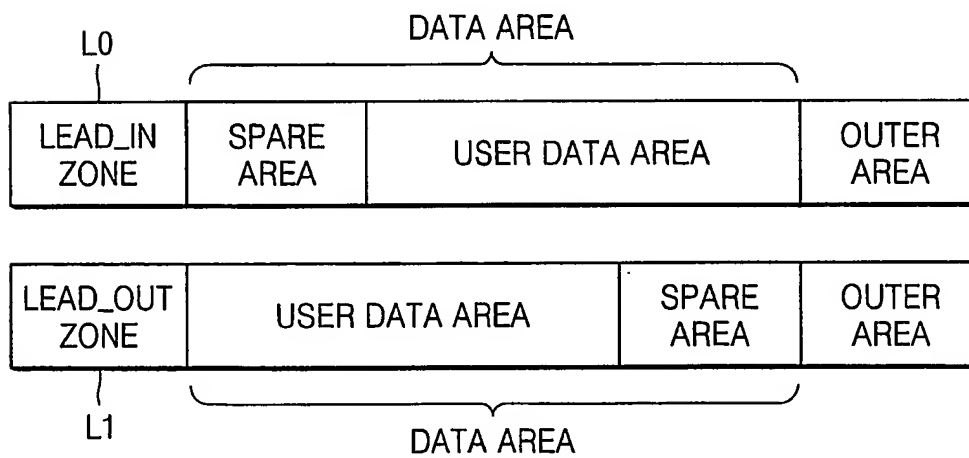 L0
DATA AREA
LEAD_IN
ZONE
SPARE
AREA
USER DATA AREA
OUTER
AREA
LEAD_OUT
ZONE
USER DATA AREA
SPARE
AREA
OUTER
AREA
L1
DATA AREA